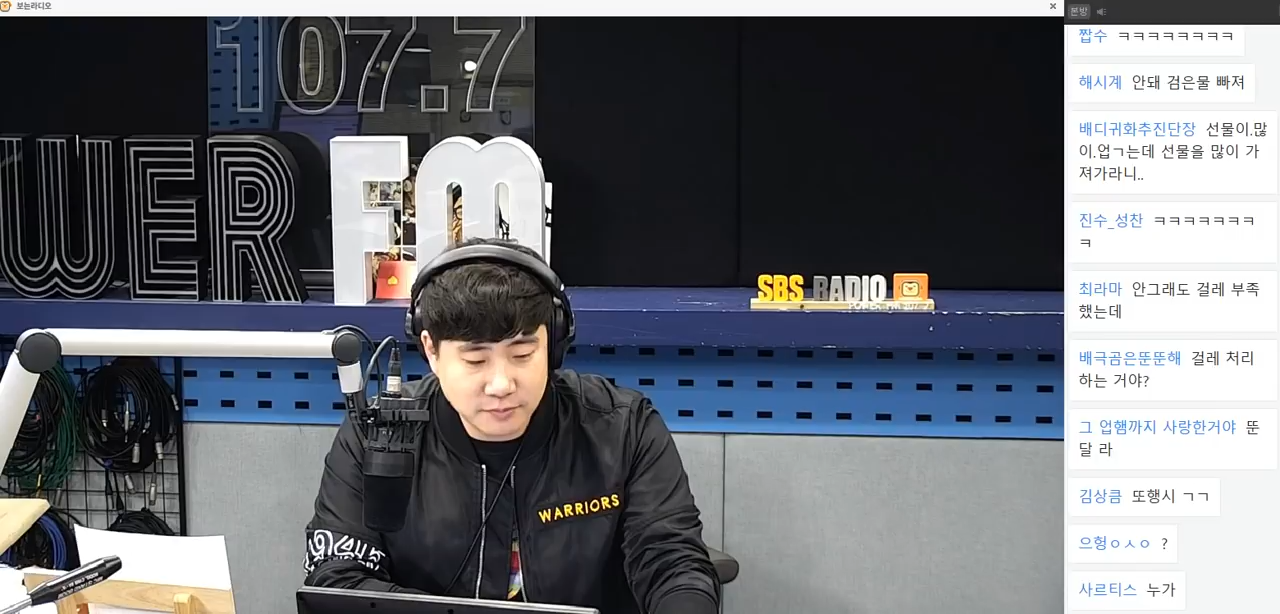 보는라디오
107.7
WER FM
SBS RADIO
POWER FM 107.7
WARRIORS
본방
짭수 ㅋㅋㅋㅋㅋㅋㅋㅋ
해시계 안돼 검은물 빠져
배디귀화추진단장 선물이.많
이.업ㄱ는데 선물을 많이 가
져가라니..
진수_성찬 ㅋㅋㅋㅋㅋㅋㅋ
ㅋ
최라마 안그래도 걸레 부족
했는데
배극곰은뚠뚠해 걸레 처리
하는 거야?
그 업햄까지 사랑한거야 뚠
달 라
김상큼 또행시 ㄱㄱ
으헝ㅇㅅㅇ ?
사르티스 누가